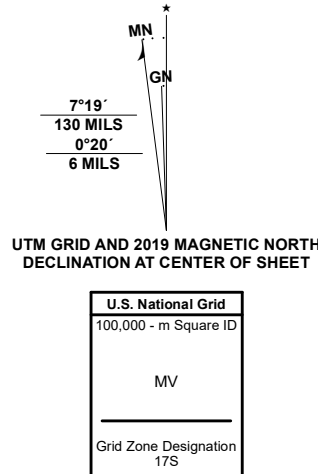 MN
GN
7°19´
130 MILS
0°20´
6 MILS
UTM GRID AND 2019 MAGNETIC NORTH
DECLINATION AT CENTER OF SHEET
U.S. National Grid
100,000 - m Square ID
MV
Grid Zone Designation
17S